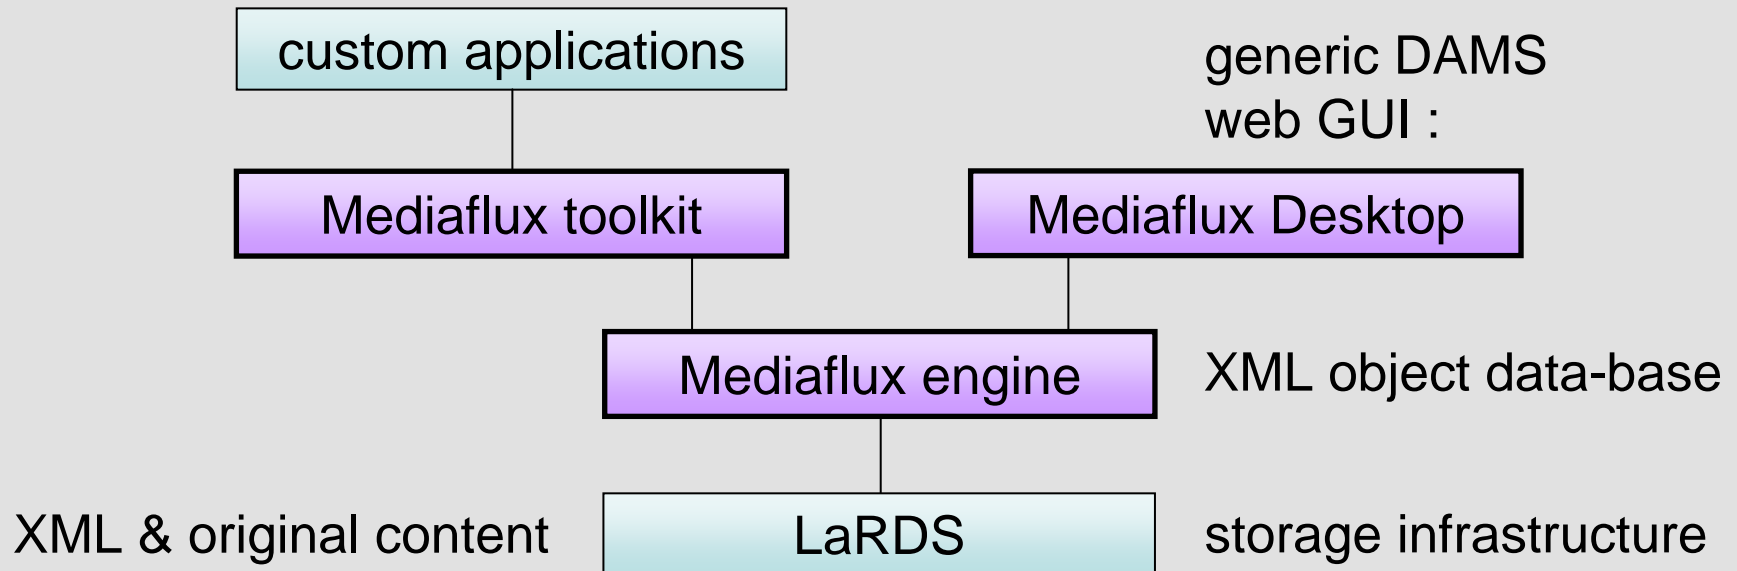 custom applications
generic DAMS
web GUI :
Mediaflux toolkit
Mediaflux Desktop
Mediaflux engine
XML object data-base
XML & original content
LaRDS
storage infrastructure